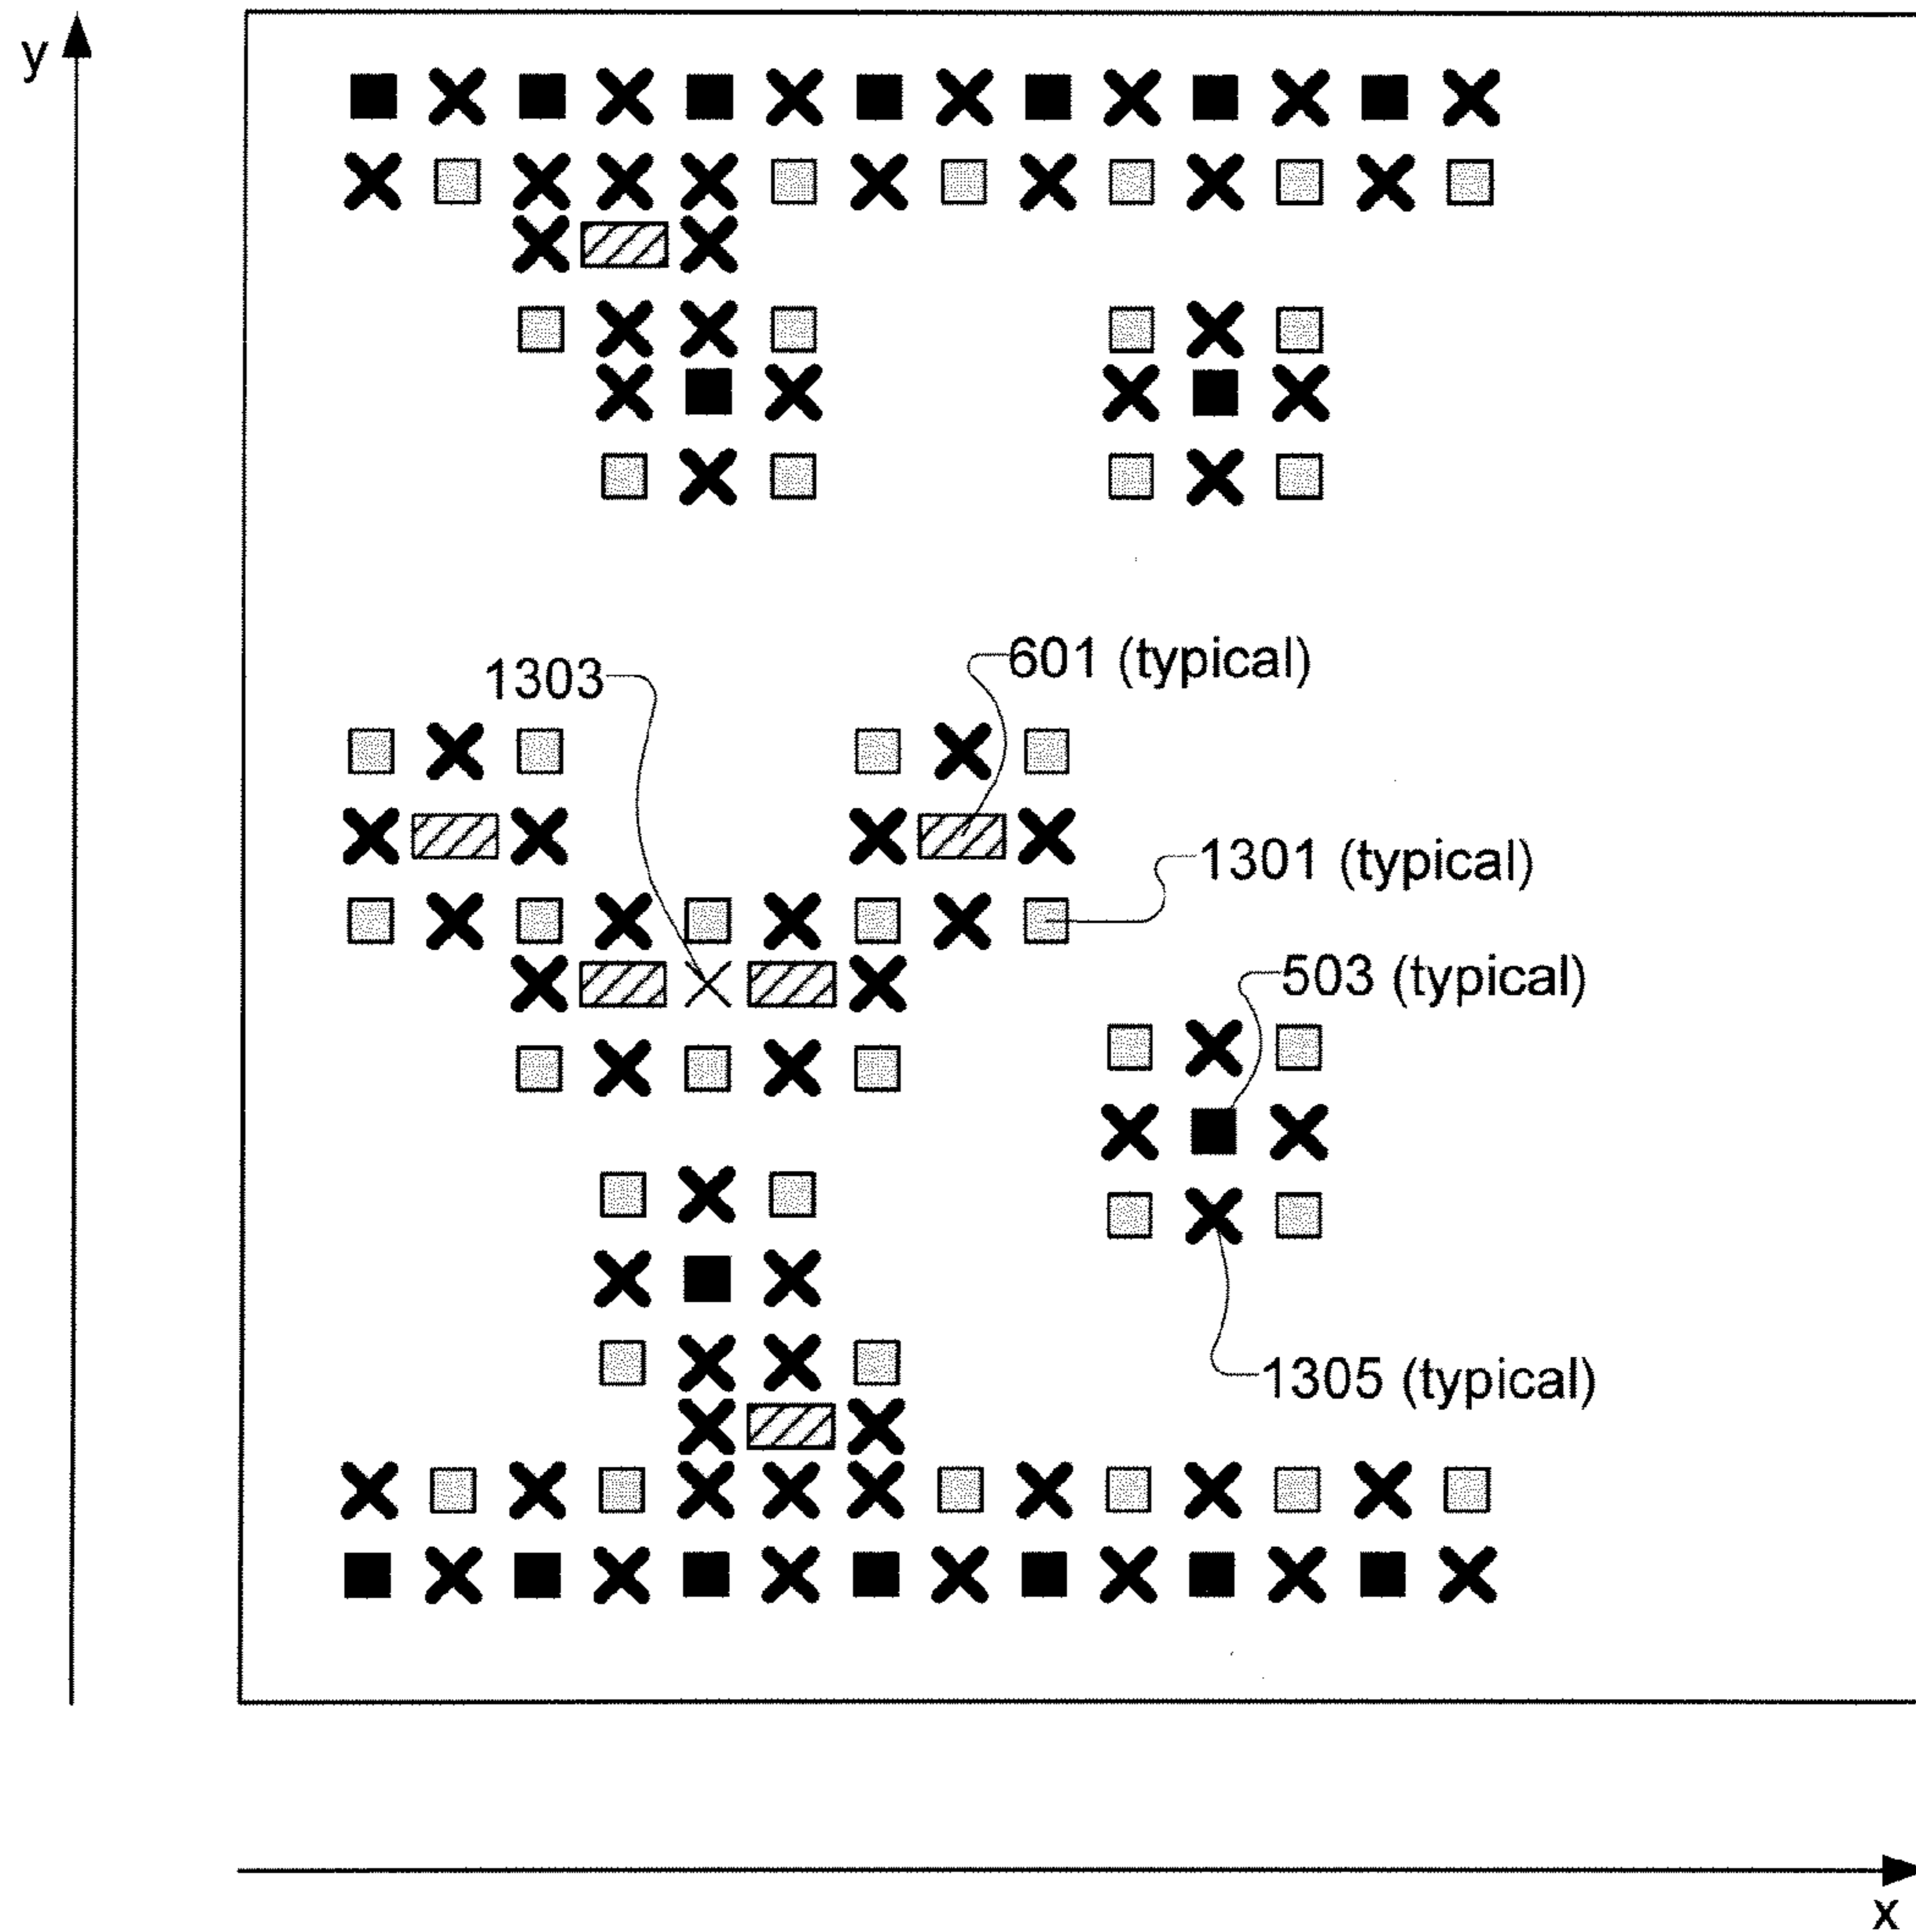 y
601 (typical)
1303
1301 (typical)
503 (typical)
1305 (typical)
x